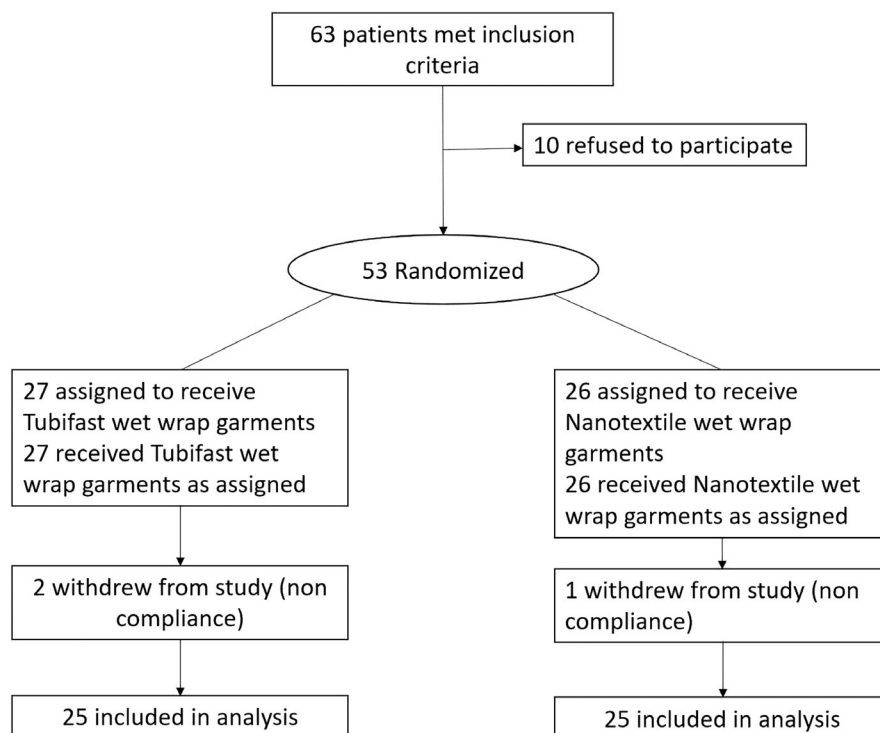 63 patients met inclusion
criteria
10 refused to participate
53 Randomized
27 assigned to receive
Tubifast wet wrap garments
27 received Tubifast wet
wrap garments as assigned
26 assigned to receive
Nanotextile wet wrap
garments
26 received Nanotextile wet
wrap garments as assigned
2 withdrew from study (non
compliance)
1 withdrew from study (non
compliance)
25 included in analysis
25 included in analysis